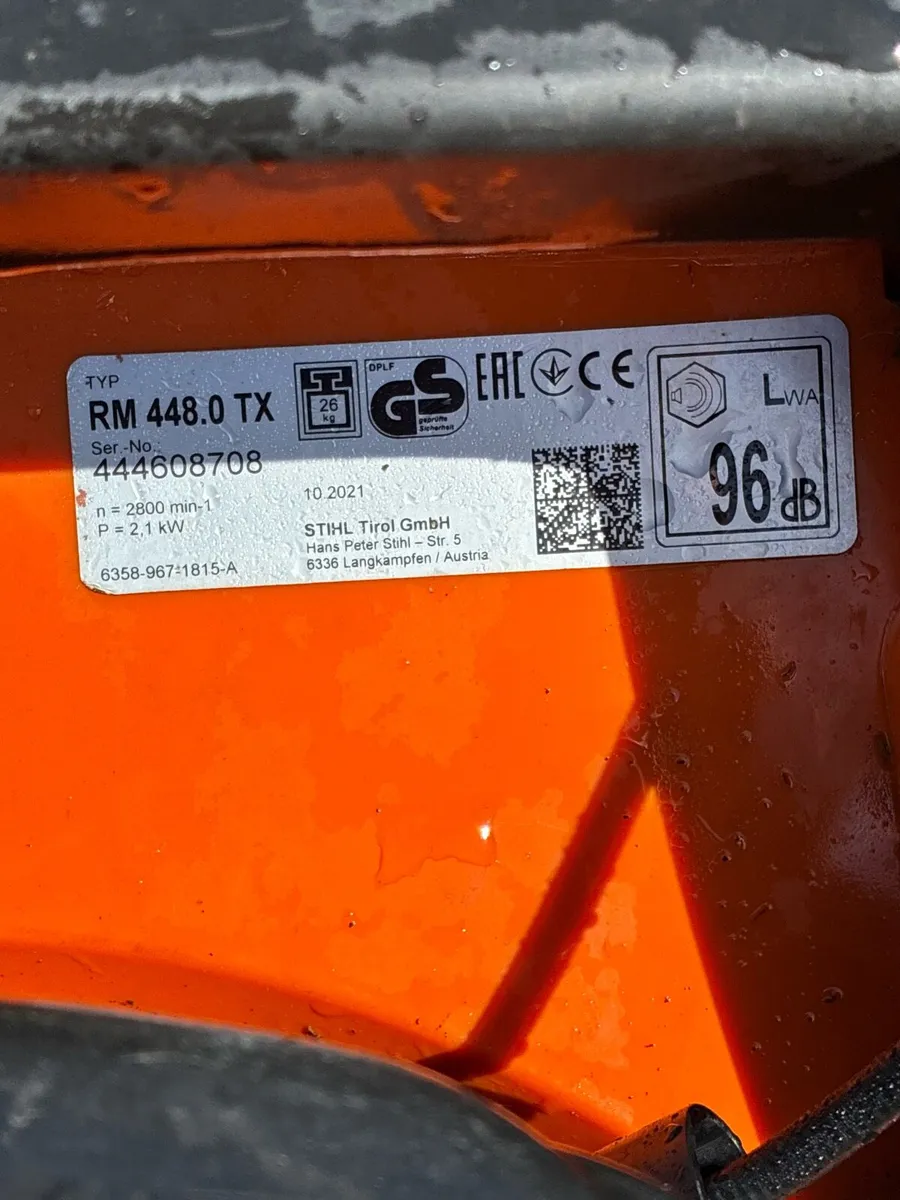 TYP
RM 448.0 TX
Ser.-No.
444608708
n = 2800 min-1
P = 2,1 kW
6358-967-1815-A
26
kg
DPLF
GS
geprüfte
Sicherheit
10.2021
STIHL Tirol GmbH
Hans Peter Stihl – Str. 5
6336 Langkampfen / Austria
EAC
CE
LWA
96 dB